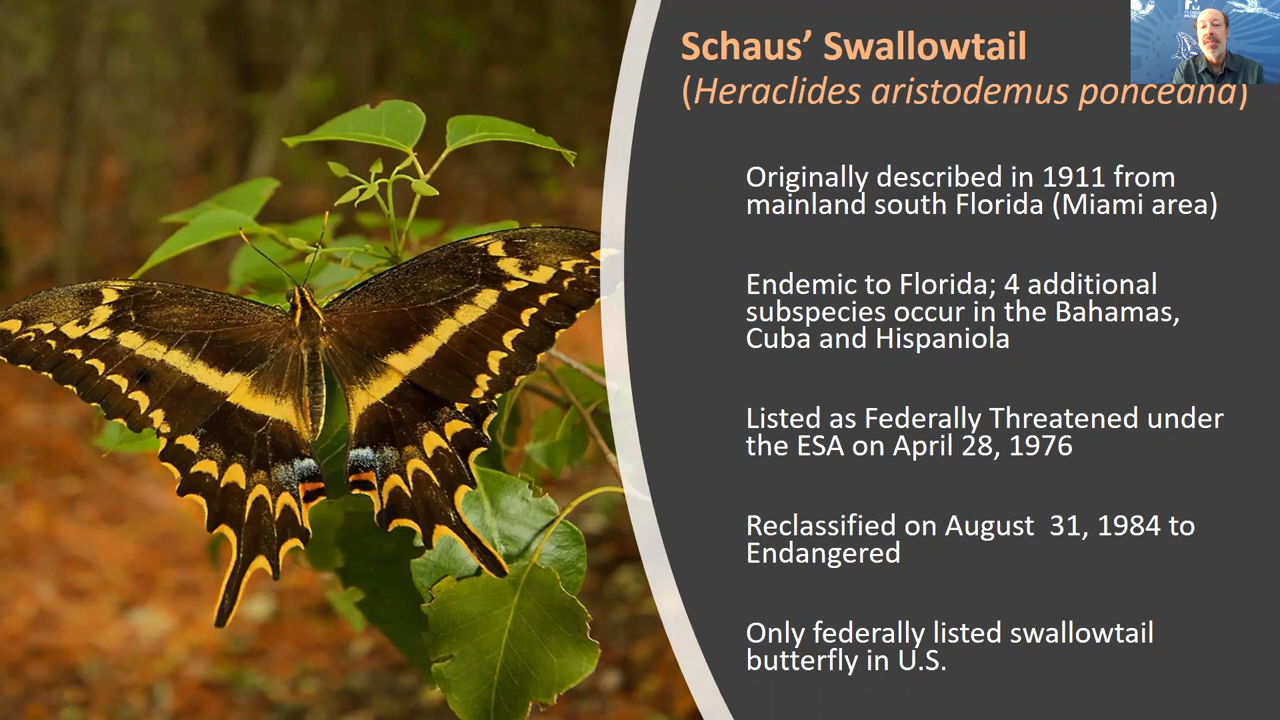 Schaus’ Swallowtail
(Heraclides aristodemus ponceana)
Originally described in 1911 from
mainland south Florida (Miami area)
Endemic to Florida; 4 additional
subspecies occur in the Bahamas,
Cuba and Hispaniola
Listed as Federally Threatened under
the ESA on April 28, 1976
Reclassified on August  31, 1984 to
Endangered
Only federally listed swallowtail
butterfly in U.S.